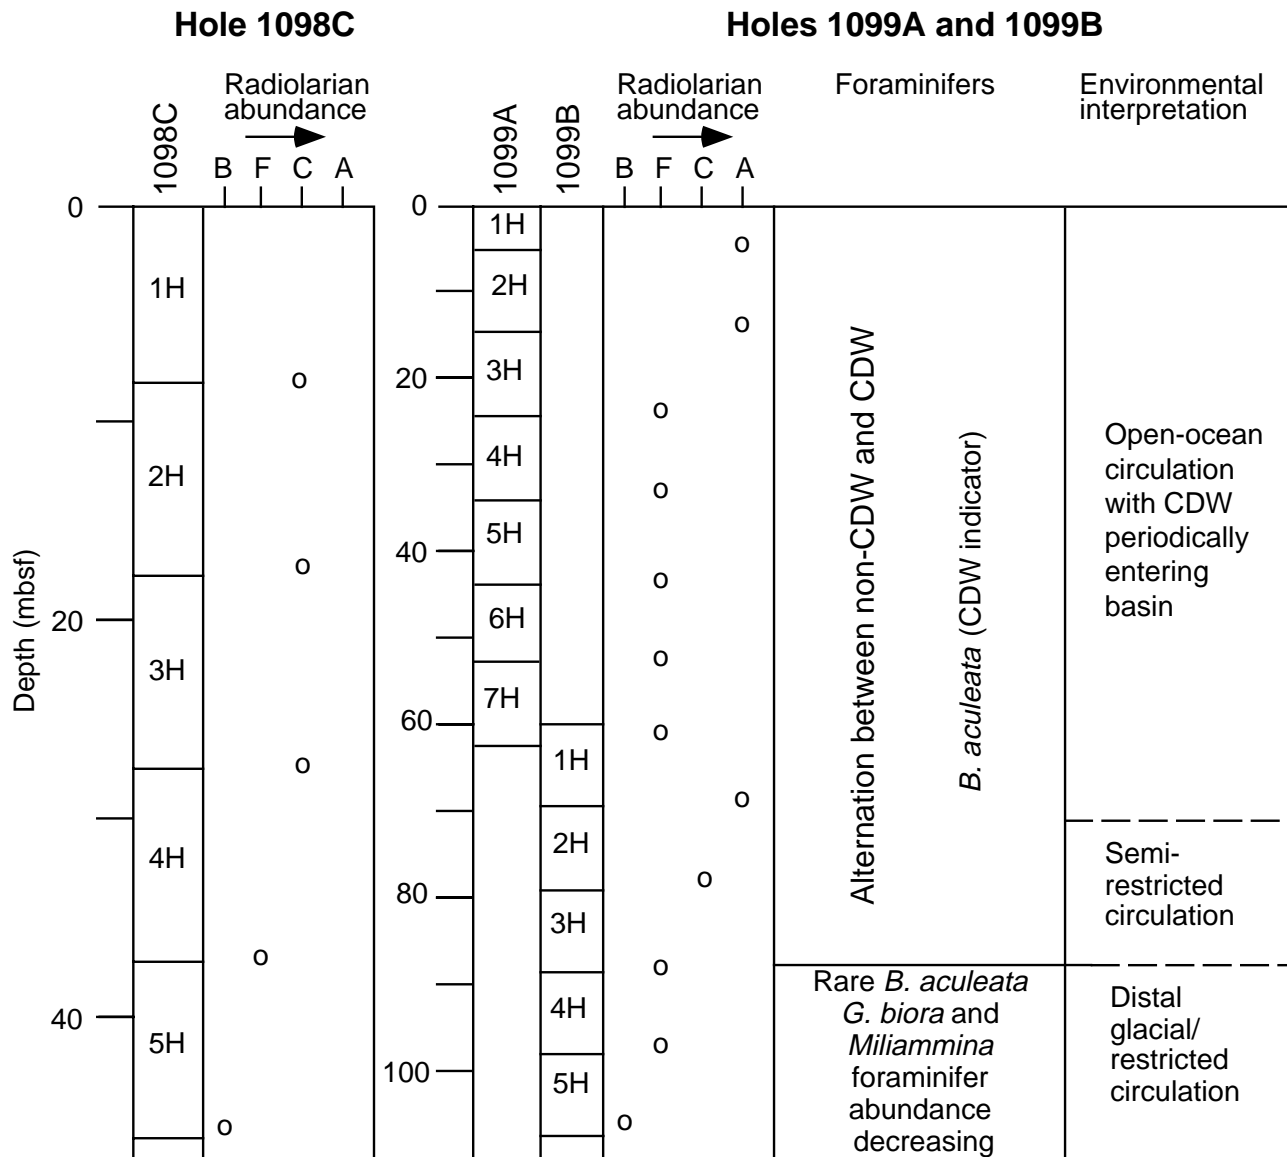 Hole 1098C
Holes 1099A and 1099B
1098C
Radiolarian
abundance
B F C A
1099A
1099B
Radiolarian
abundance
B F C A
Foraminifers
Environmental
interpretation
Depth (mbsf)
0
20
40
1H
2H
3H
4H
5H
o
o
o
o
o
0
20
40
60
80
100
1H
2H
3H
4H
5H
6H
7H
1H
2H
3H
4H
5H
o
o
o
o
o
o
o
o
o
o
o
o
Alternation between non-CDW and CDW
B. aculeata (CDW indicator)
Rare B. aculeata
G. biora and
Miliammina
foraminifer
abundance
decreasing
Open-ocean
circulation
with CDW
periodically
entering
basin
Semi-
restricted
circulation
Distal
glacial/
restricted
circulation